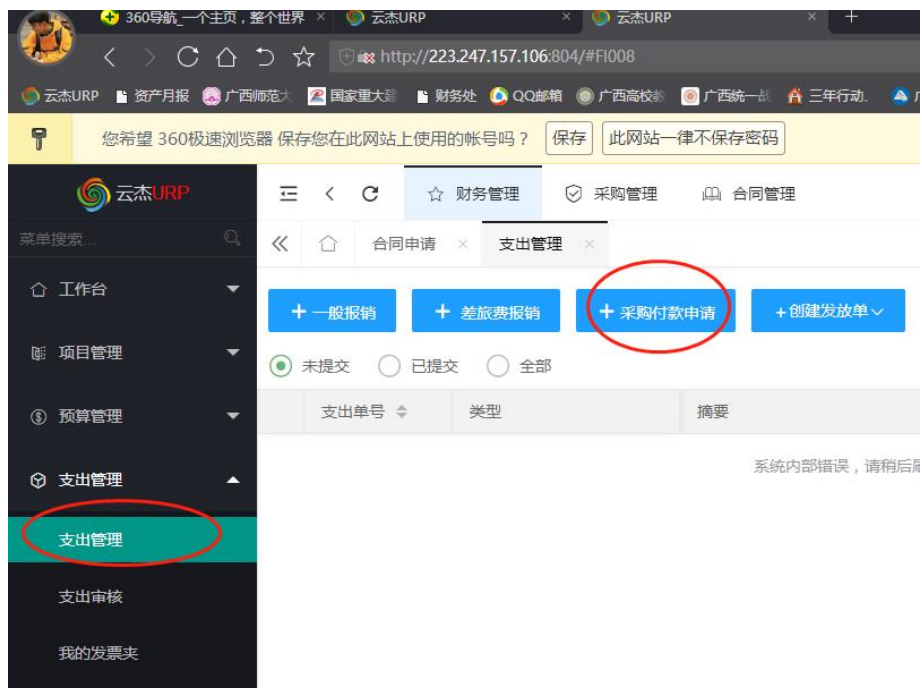 360导航_一个主页，整个世界 云杰URP 云杰URP
http://223.247.157.106:804/#FI008
云杰URP 资产月报 广西师范大 国家重大 财务处 QQ邮箱 广西高校 广西统一 三年行动.
您希望 360极速浏览器 保存您在此网站上使用的帐号吗？ 保存 此网站一律不保存密码
云杰URP 财务管理 采购管理 合同管理
菜单搜索... 合同申请 支出管理
工作台
一般报销 差旅费报销 采购付款申请 +创建发放单
项目管理
未提交 已提交 全部
预算管理 支出单号 类型 摘要
支出管理 系统内部错误，请稍后
支出管理
支出审核
我的发票夹